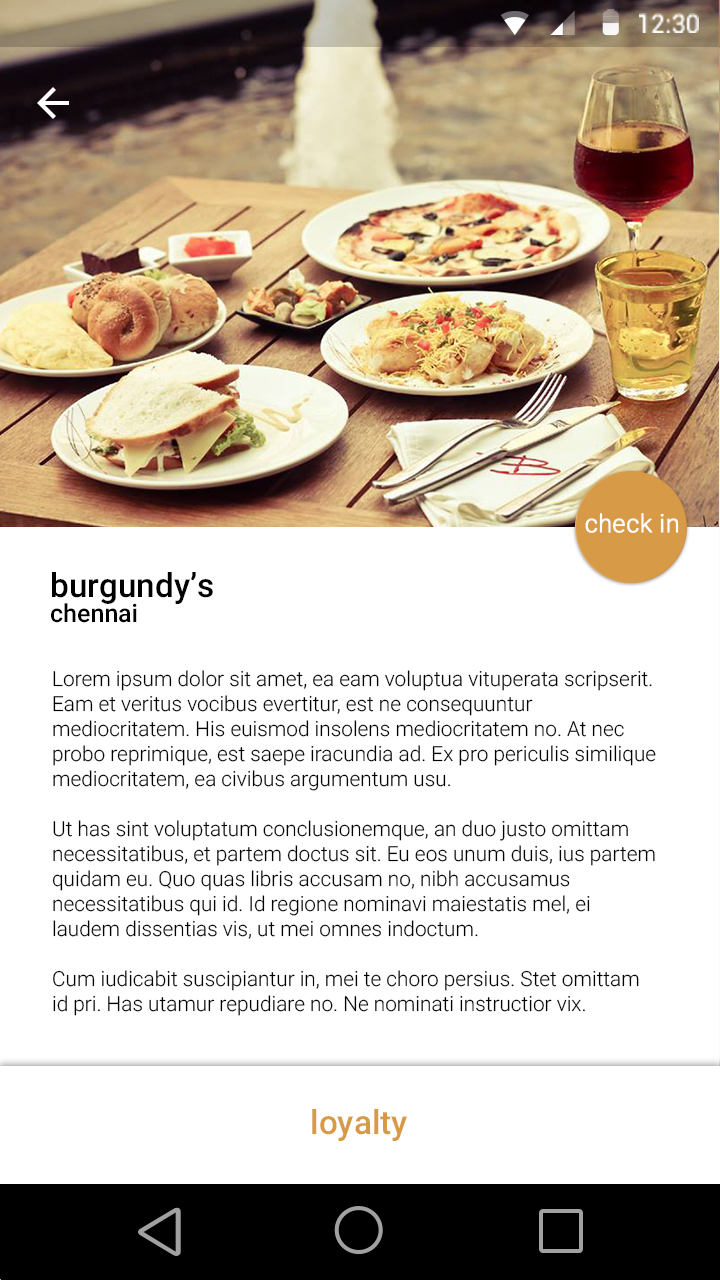 12:30
check in
burgundy’s
chennai
Lorem ipsum dolor sit amet, ea eam voluptua vituperata scripserit.
Eam et veritus vocibus evertitur, est ne consequuntur
mediocritatem. His euismod insolens mediocritatem no. At nec
probo reprimique, est saepe iracundia ad. Ex pro periculis similique
mediocritatem, ea civibus argumentum usu.
Ut has sint voluptatum conclusionemque, an duo justo omittam
necessitatibus, et partem doctus sit. Eu eos unum duis, ius partem
quidam eu. Quo quas libris accusam no, nibh accusamus
necessitatibus qui id. Id regione nominavi maiestatis mel, ei
laudem dissentias vis, ut mei omnes indoctum.
Cum iudicabit suscipiantur in, mei te choro persius. Stet omittam
id pri. Has utamur repudiare no. Ne nominati instructior vix.
loyalty